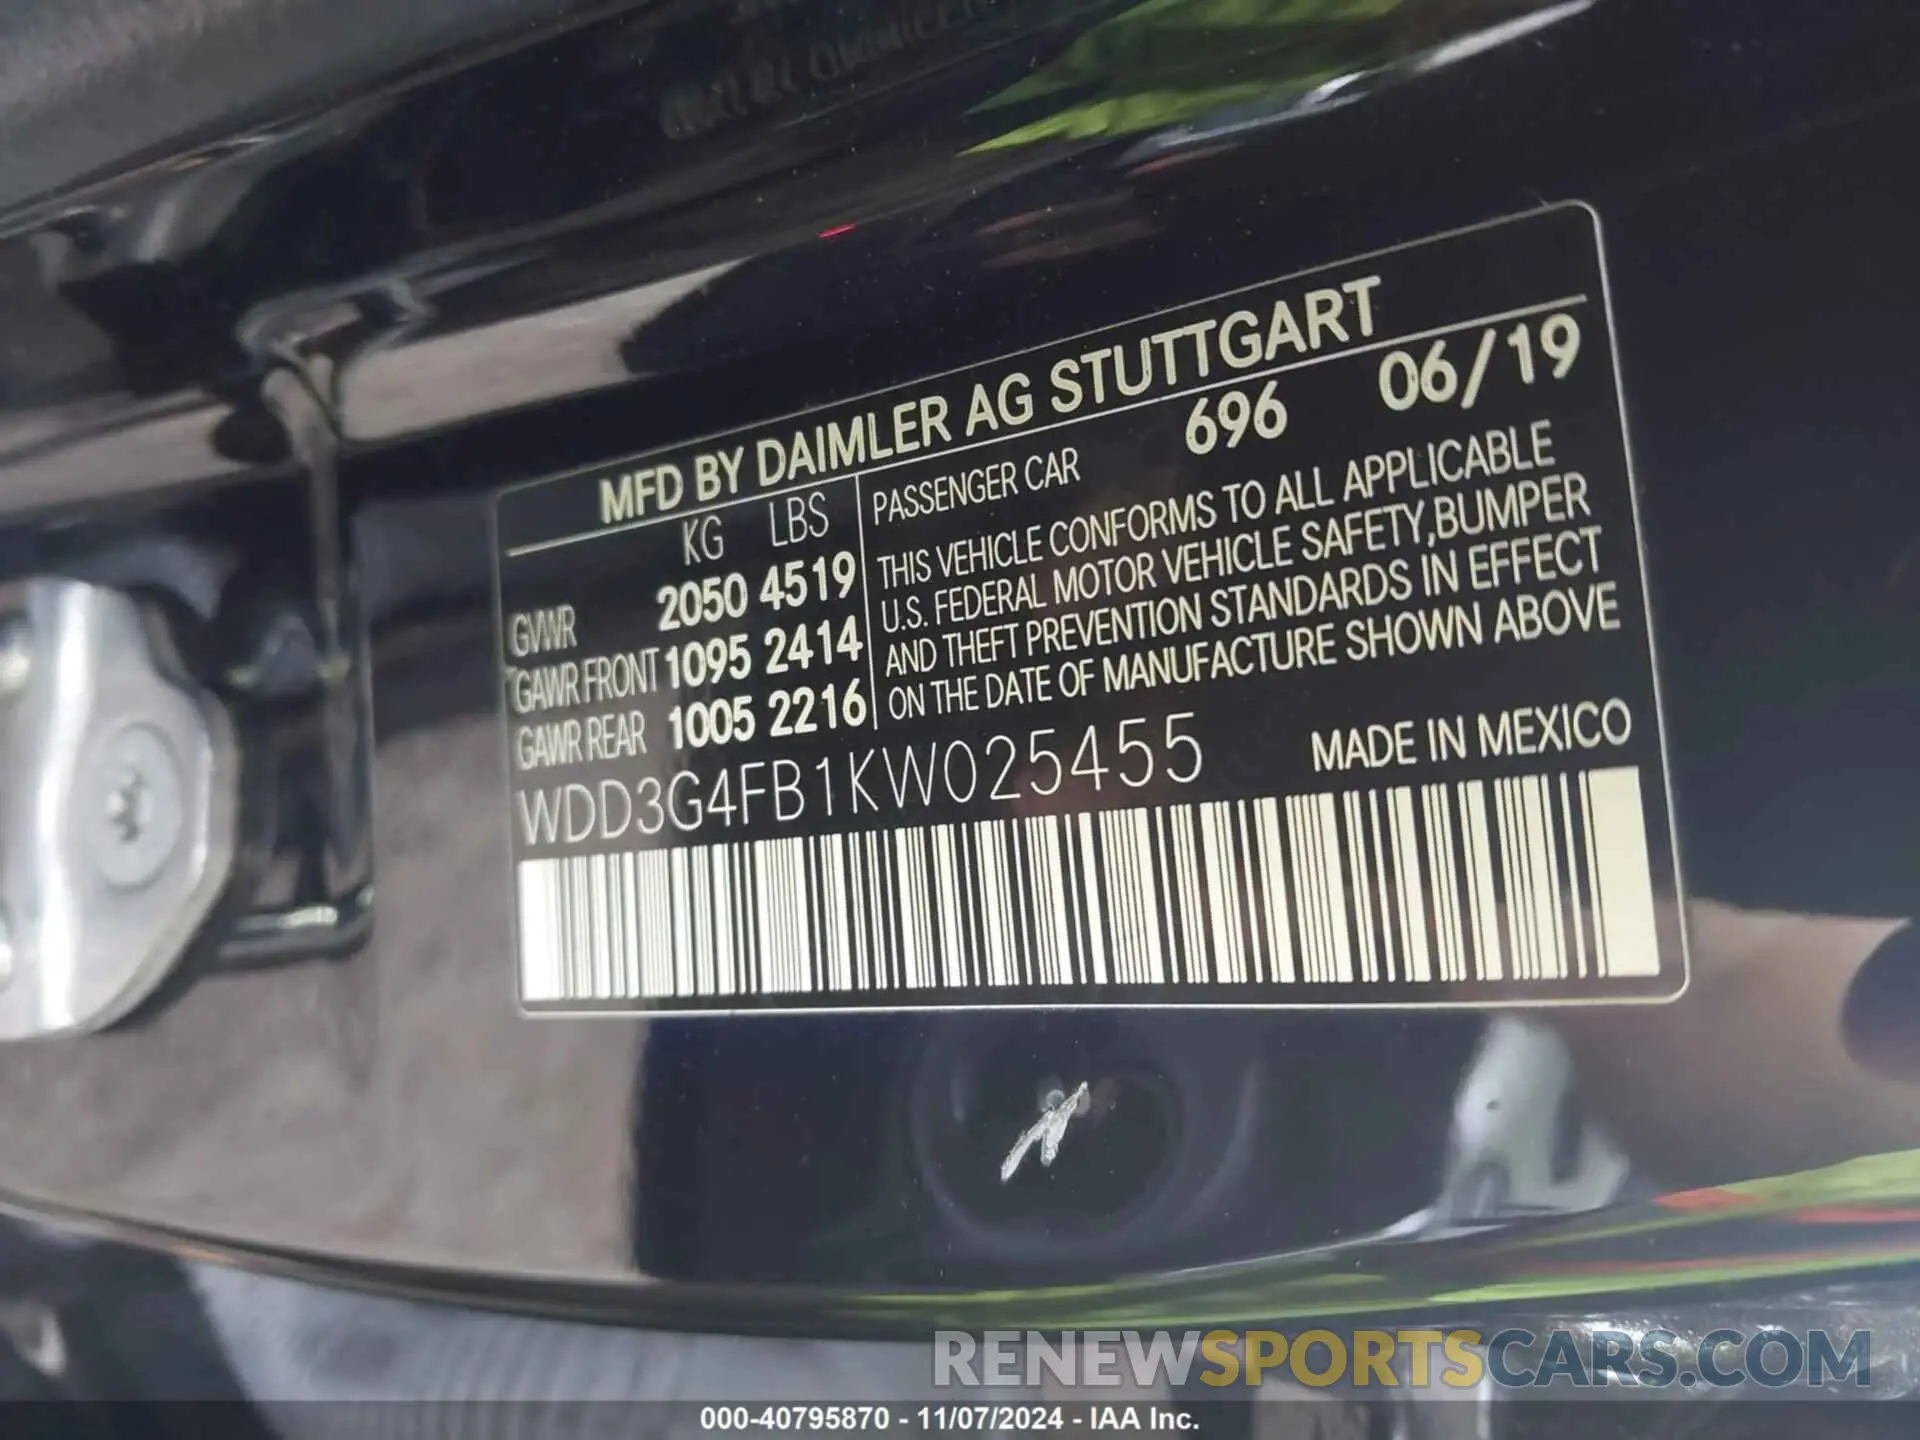 MFD BY DAIMLER AG STUTTGART
KG LBS
GVWR 2050 4519
GAWR FRONT 1095 2414
GAWR REAR 1005 2216
PASSENGER CAR 696 06/19
THIS VEHICLE CONFORMS TO ALL APPLICABLE
U.S. FEDERAL MOTOR VEHICLE SAFETY,BUMPER
AND THEFT PREVENTION STANDARDS IN EFFECT
ON THE DATE OF MANUFACTURE SHOWN ABOVE
WDD3G4FB1KW025455 MADE IN MEXICO
RENEWSPORTSCARS.COM
000-40795870 - 11/07/2024 - IAA Inc.